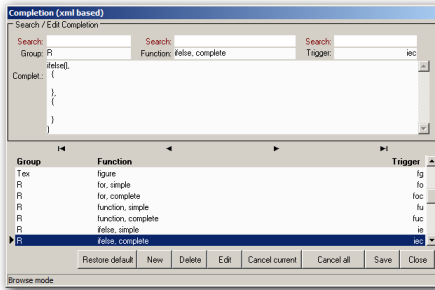 Completion (xml based)
Search / Edit Completion
Search: Search: Search:
Group: R Function: ifelse, complete Trigger: iec
Complet.: ifelse(),
{
},
{
}
)
Group Function Trigger
Tex figure fg
R for, simple fo
R for, complete foc
R function, simple fu
R function, complete fuc
R ifelse, simple ie
R ifelse, complete iec
Restore default New Delete Edit Cancel current Cancel all Save Close
Browse mode